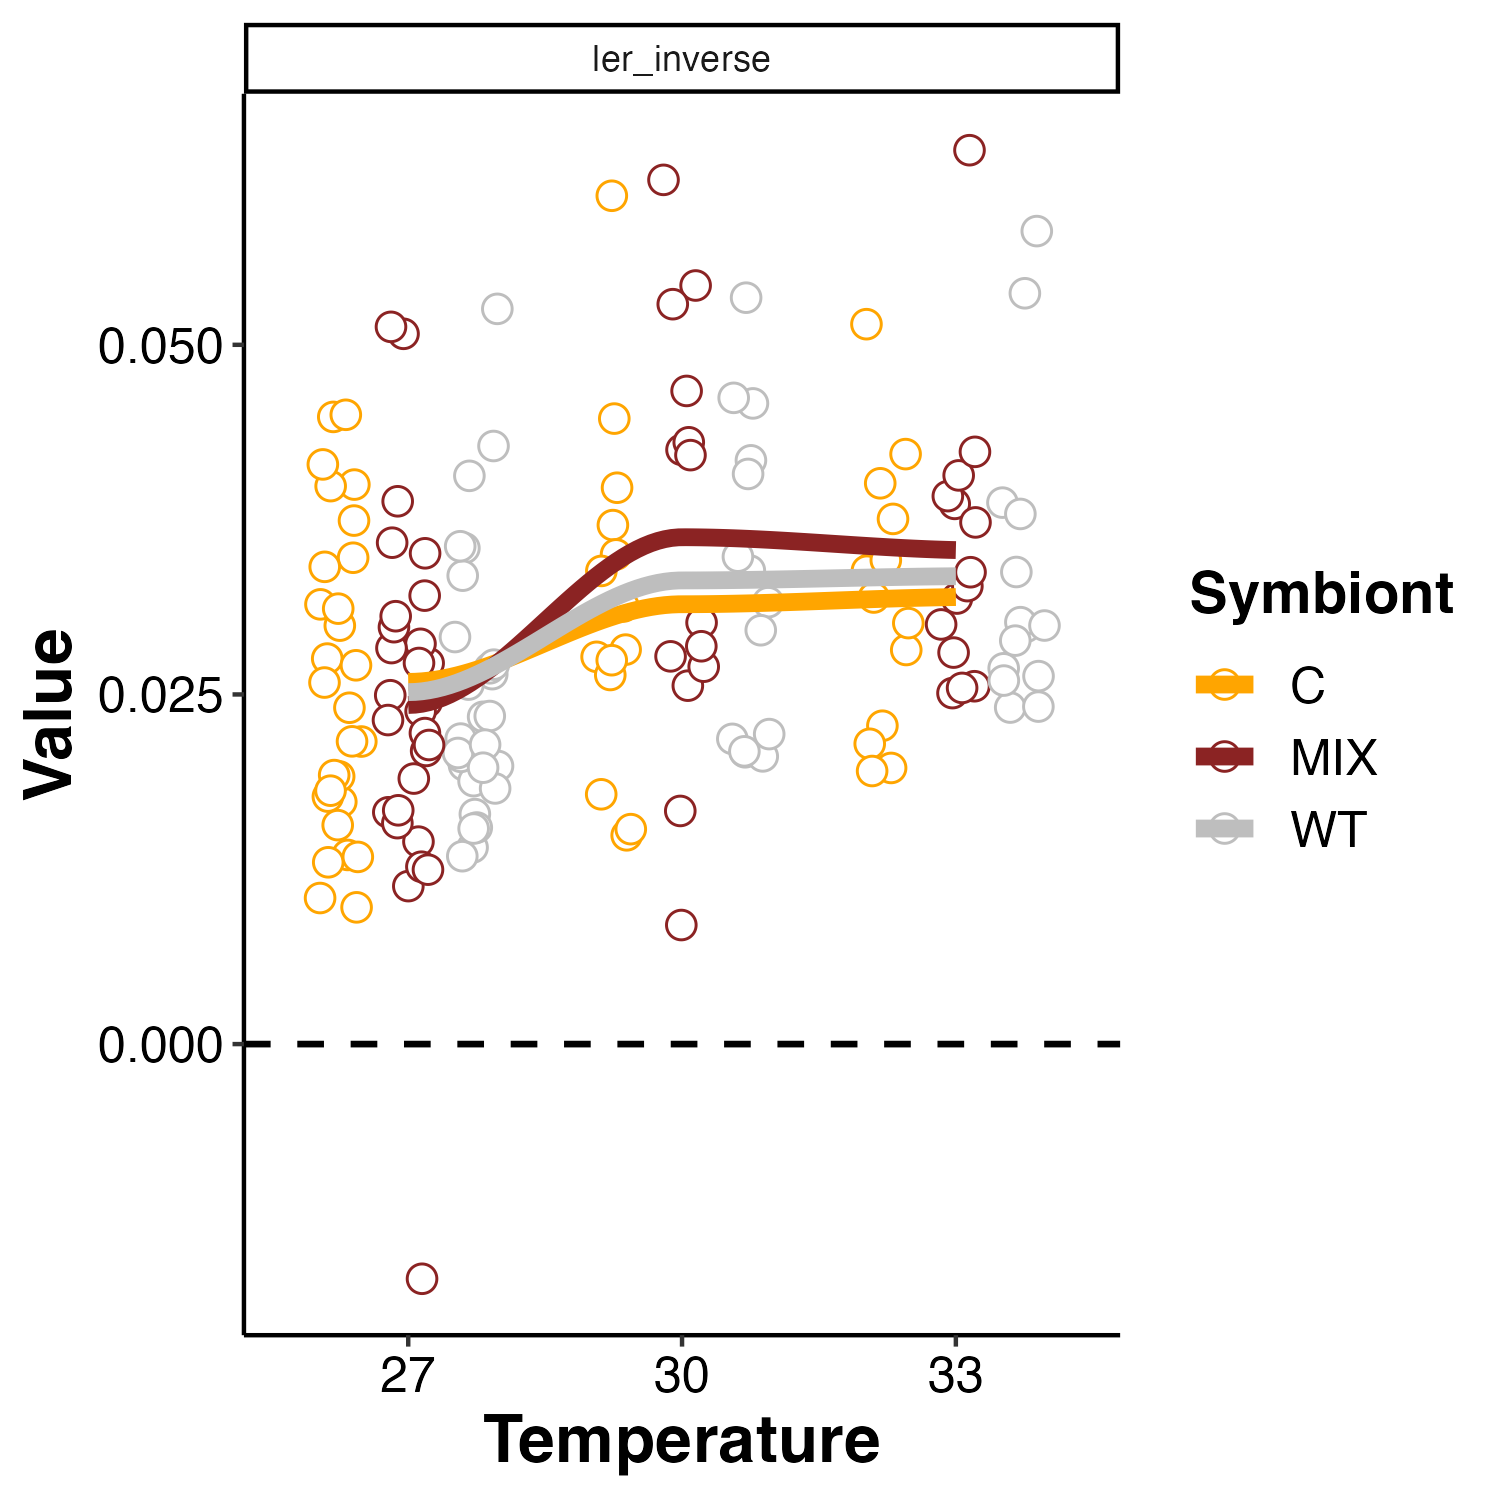 ler_inverse
Value
0.050
0.025
0.000
27
30
33
Temperature
Symbiont
C
MIX
WT